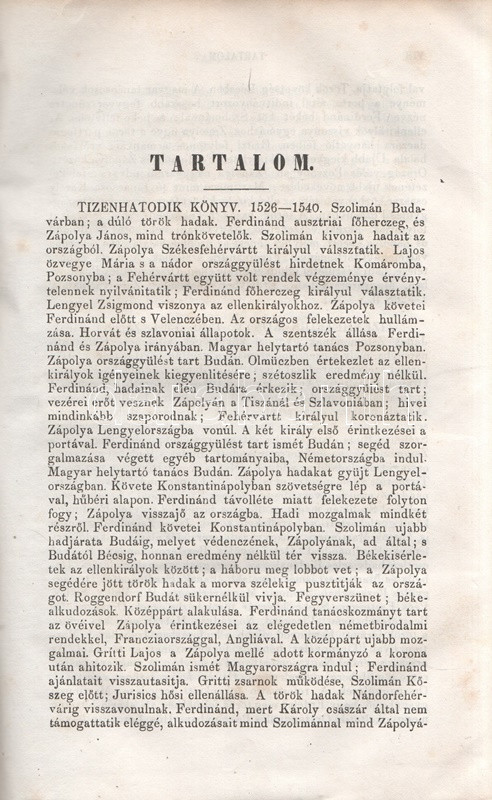 TARTALOM.
TIZENHATODIK KÖNYV. 1526—1540. Szolimán Buda-
várban; a dúló török hadak. Ferdinánd ausztriai főherczeg, és
Zápolya János, mind trónkövetelők. Szolimán kivonja hadait az
országból. Zápolya Székesfehérvártt királyul válssztatik. Lajos
özvegye Mária s a nádor országgyülést hirdetnek Komáromba,
Pozsonyba; a Fehérvártt együtt volt rendek végzeménye érvény-
telennek nyilvánitatik; Ferdinánd főherczeg királyul választatik.
Lengyel Zsigmond viszonya az ellenkirályokhoz. Zápolya követei
Ferdinánd előtt s Velenczében. Az országos felekezetek hullám-
zása. Horvát és szlavoniai állapotok. A szentszék állása Ferdi-
nánd és Zápolya irányában. Magyar helytartó tanács Pozsonyban.
Zápolya országgyülést tart Budán. Olmüczben értekezlet az ellen-
királyok igényeinek kiegyenlitésére; szétoszlik eredmény nélkül.
Ferdinánd, hadainak élén Budára érkezik; országgyülést tart;
vezérei erőt vesznek Zápolyán a Tiszánál és Szlavoniában; hivei
mindinkább szaporodnak; Fehérvártt királyul koronáztatik.
Zápolya Lengyelországba vonúl. A két király első érintkezései a
portával. Ferdinánd országgyülést tart ismét Budán; segéd szor-
galmazása végett egyéb tartományaiba, Németországba indul.
Magyar helytartó tanács Budán. Zápolya hadakat gyüjt Lengyel-
országban. Követe Konstantinápolyban szövetségre lép a portá-
val, hűbéri alapon. Ferdinánd távolléte miatt felekezete folyton
fogy; Zápolya visszajő az országba. Hadi mozgalmak mindkét
részről. Ferdinánd követei Konstantinápolyban. Szolimán ujabb
hadjárata Budáig, melyet védenczének, Zápolyának, ad által; s
Budától Bécsig, honnan eredmény nélkül tér vissza. Békekisérle-
tek az ellenkirályok között; a háboru meg lobbot vet; a Zápolya
segédére jött török hadak a morva szélekig pusztitják az orszá-
got. Roggendorf Budát sükernélkül vivja. Fegyverszünet; béke-
alkudozások. Középpárt alakulása. Ferdinánd tanácskozmányt tart
az övéivel Zápolya érintkezései az elégedetlen németbirodalmi
rendekkel, Francziaországgal, Angliával. A középpárt ujabb moz-
galmai. Gritti Lajos a Zápolya mellé adott kormányzó a korona
után ahitozik. Szolimán ismét Magyarországra indul; Ferdinánd
ajánlatait visszautasitja. Gritti zsarnok működése, Szolimán Kő-
szeg előtt; Jurisics hősi ellenállása. A török hadak Nándorfehér-
várig visszavonulnak. Ferdinánd, mert Károly császár által nem
támogattatik eléggé, alkudozásait mind Szolimánnal mind Zápolyá-